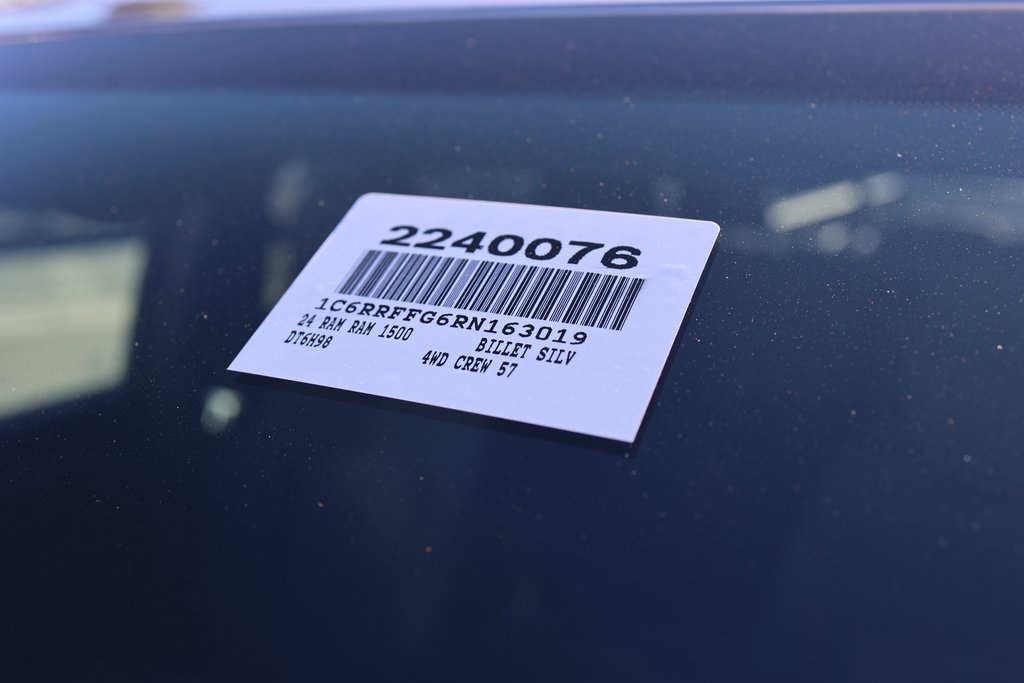 2240076
1C6RRFFG6RN163019
24 RAM RAM 1500 BILLET SILV
DT6H98 4WD CREW 57